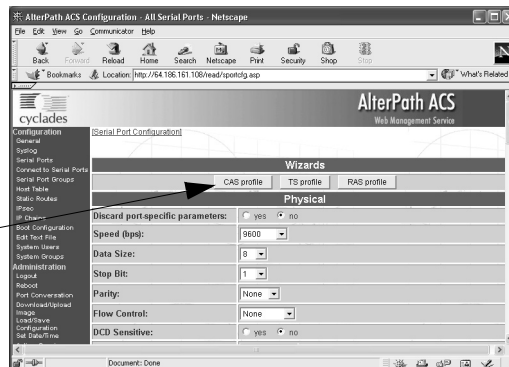 AlterPath ACS Configuration - All Serial Ports - Netscape
File Edit View Go Communicator Help
Back Forward Reload Home Search Netscape Print Security Shop Stop
Bookmarks Location: http://64.186.161.108/read/sportcfg.asp What's Related
cyclades
AlterPath ACS
Web Management Service
Configuration
General
Syslog
Serial Ports
Connect to Serial Ports
Serial Port Groups
Host Table
Static Routes
IPsec
IP Chains
Boot Configuration
Edit Text File
System Users
System Groups
Administration
Logout
Reboot
Port Conversation
Download/Upload
Image
Load/Save
Configuration
Set Date/Time
[Serial Port Configuration]
Wizards
CAS profile TS profile RAS profile
Physical
Discard port-specific parameters: yes no
Speed (bps): 9600
Data Size: 8
Stop Bit: 1
Parity: None
Flow Control: None
DCD Sensitive: yes no
Document: Done